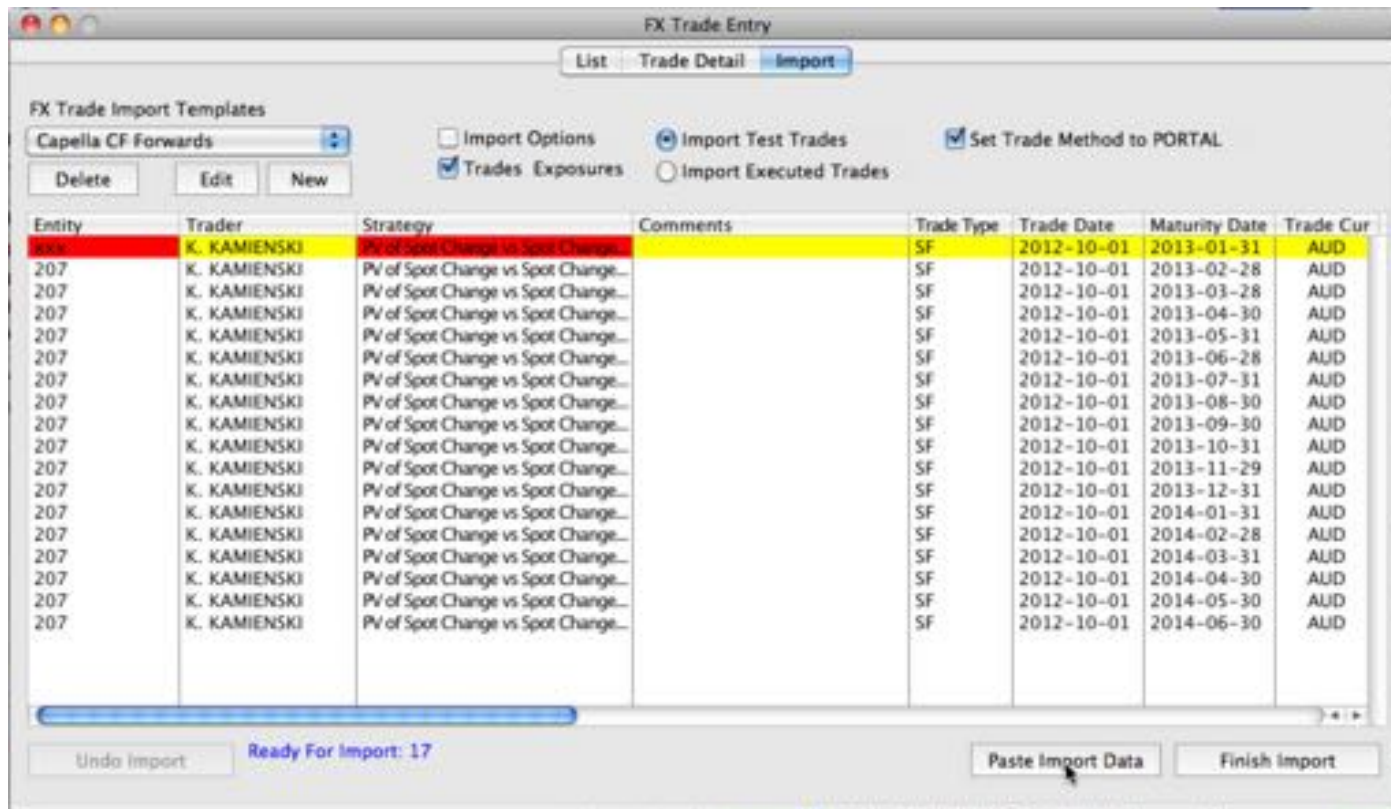 FX Trade Entry
List Trade Detail Import
FX Trade Import Templates
Capella CF Forwards
Import Options Import Test Trades Set Trade Method to PORTAL
Trades Exposures Import Executed Trades
Delete Edit New
Entity Trader Strategy Comments Trade Type Trade Date Maturity Date Trade Cur
xxx K. KAMIENSKI PV of Spot Change vs Spot Change... SF 2012-10-01 2013-01-31 AUD
207 K. KAMIENSKI PV of Spot Change vs Spot Change... SF 2012-10-01 2013-02-28 AUD
207 K. KAMIENSKI PV of Spot Change vs Spot Change... SF 2012-10-01 2013-03-28 AUD
207 K. KAMIENSKI PV of Spot Change vs Spot Change... SF 2012-10-01 2013-04-30 AUD
207 K. KAMIENSKI PV of Spot Change vs Spot Change... SF 2012-10-01 2013-05-31 AUD
207 K. KAMIENSKI PV of Spot Change vs Spot Change... SF 2012-10-01 2013-06-28 AUD
207 K. KAMIENSKI PV of Spot Change vs Spot Change... SF 2012-10-01 2013-07-31 AUD
207 K. KAMIENSKI PV of Spot Change vs Spot Change... SF 2012-10-01 2013-08-30 AUD
207 K. KAMIENSKI PV of Spot Change vs Spot Change... SF 2012-10-01 2013-09-30 AUD
207 K. KAMIENSKI PV of Spot Change vs Spot Change... SF 2012-10-01 2013-10-31 AUD
207 K. KAMIENSKI PV of Spot Change vs Spot Change... SF 2012-10-01 2013-11-29 AUD
207 K. KAMIENSKI PV of Spot Change vs Spot Change... SF 2012-10-01 2013-12-31 AUD
207 K. KAMIENSKI PV of Spot Change vs Spot Change... SF 2012-10-01 2014-01-31 AUD
207 K. KAMIENSKI PV of Spot Change vs Spot Change... SF 2012-10-01 2014-02-28 AUD
207 K. KAMIENSKI PV of Spot Change vs Spot Change... SF 2012-10-01 2014-03-31 AUD
207 K. KAMIENSKI PV of Spot Change vs Spot Change... SF 2012-10-01 2014-04-30 AUD
207 K. KAMIENSKI PV of Spot Change vs Spot Change... SF 2012-10-01 2014-05-30 AUD
207 K. KAMIENSKI PV of Spot Change vs Spot Change... SF 2012-10-01 2014-06-30 AUD
Undo Import Ready For Import: 17 Paste Import Data Finish Import